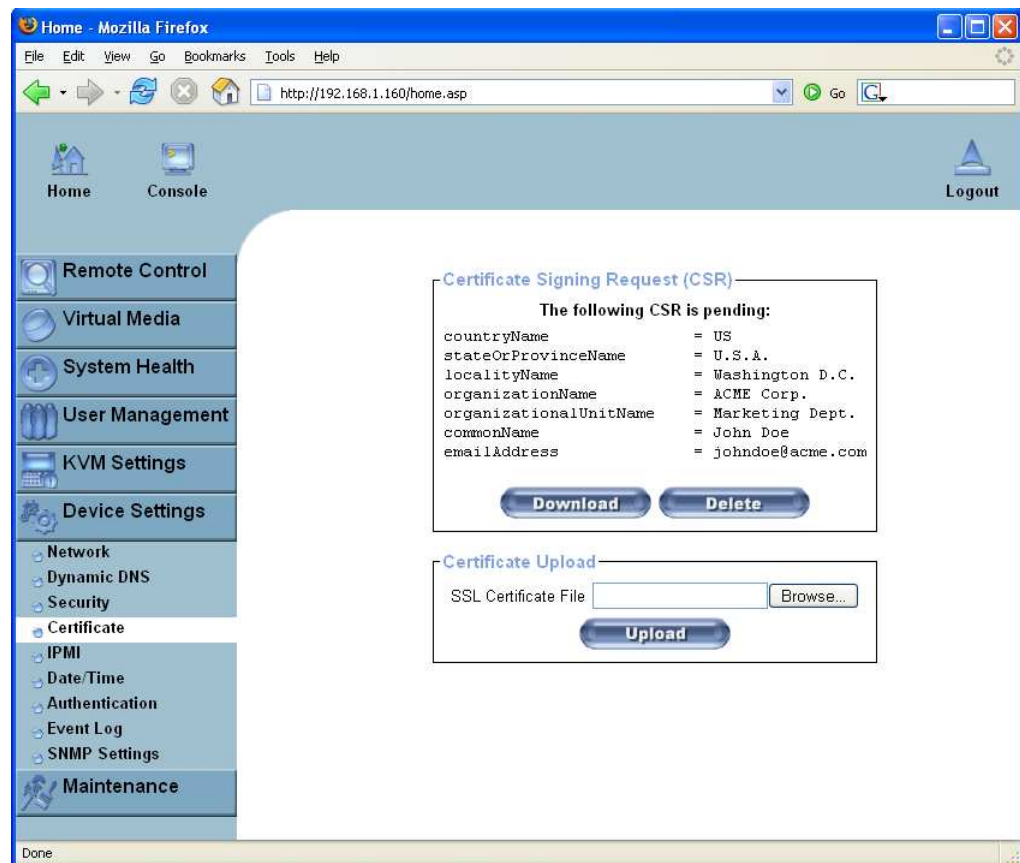 Home - Mozilla Firefox
File Edit View Go Bookmarks Tools Help
http://192.168.1.160/home.asp
Go
G
Home
Console
Logout
Remote Control
Virtual Media
System Health
User Management
KVM Settings
Device Settings
Network
Dynamic DNS
Security
Certificate
IPMI
Date/Time
Authentication
Event Log
SNMP Settings
Maintenance
Certificate Signing Request (CSR)
The following CSR is pending:
countryName = US
stateOrProvinceName = U.S.A.
localityName = Washington D.C.
organizationName = ACME Corp.
organizationalUnitName = Marketing Dept.
commonName = John Doe
emailAddress = johndoe@acme.com
Download Delete
Certificate Upload
SSL Certificate File Browse...
Upload
Done